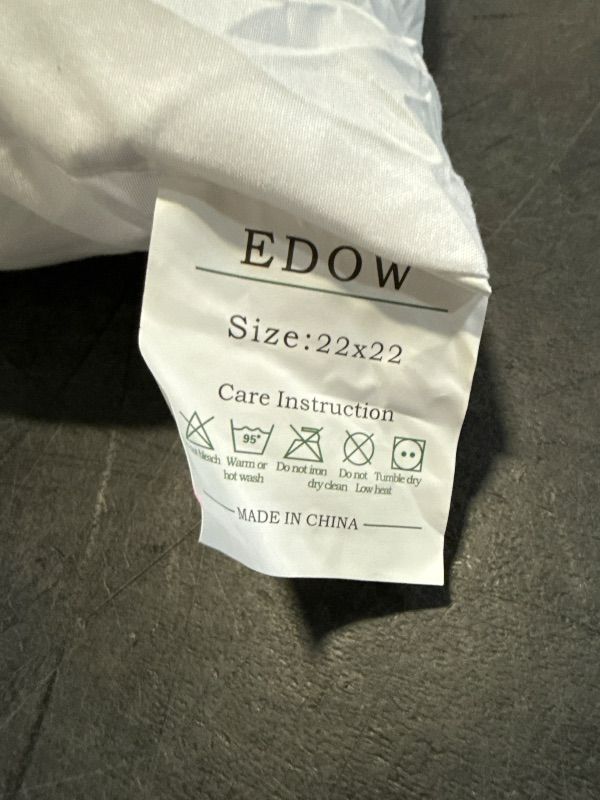 EDOW
Size:22x22
Care Instruction
95°
bleach Warm or Do not iron Do not Tumble dry
hot wash dry clean Low heat
MADE IN CHINA